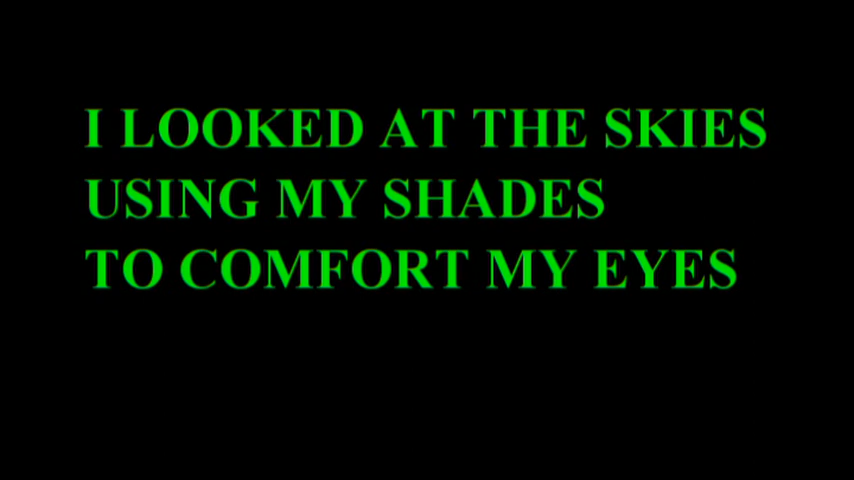 I LOOKED AT THE SKIES
USING MY SHADES
TO COMFORT MY EYES